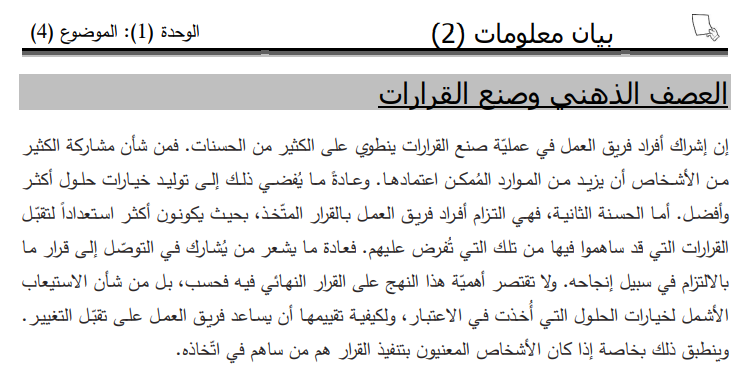 بيان معلومات (2)
الوحدة (1): الموضوع (4)
العصف الذهني وصنع القرارات
إن إشراك أفراد فريق العمل في عمليّة صنع القرارات ينطوي على الكثير من الحسنات. فمن شأن مشاركة الكثير
من الأشخاص أن يزيد من الموارد المُمكن اعتمادها. وعادةً ما يُفضي ذلك إلى توليد خيارات حلول أكثر
وأفضل. أما الحسنة الثانية، فهي التزام أفراد فريق العمل بالقرار المتّخذ، بحيث يكونون أكثر استعداداً لتقبّل
القرارات التي قد ساهموا فيها من تلك التي تُفرض عليهم. فعادة ما يشعر من يُشارك في التوصّل إلى قرار ما
بالالتزام في سبيل إنجاحه. ولا تقتصر أهميّة هذا النهج على القرار النهائي فيه فحسب، بل من شأن الاستيعاب
الأشمل لخيارات الحلول التي أُخذت في الاعتبار، ولكيفية تقييمها أن يساعد فريق العمل على تقبّل التغيير.
وينطبق ذلك بخاصة إذا كان الأشخاص المعنيون بتنفيذ القرار هم من ساهم في اتّخاذه.